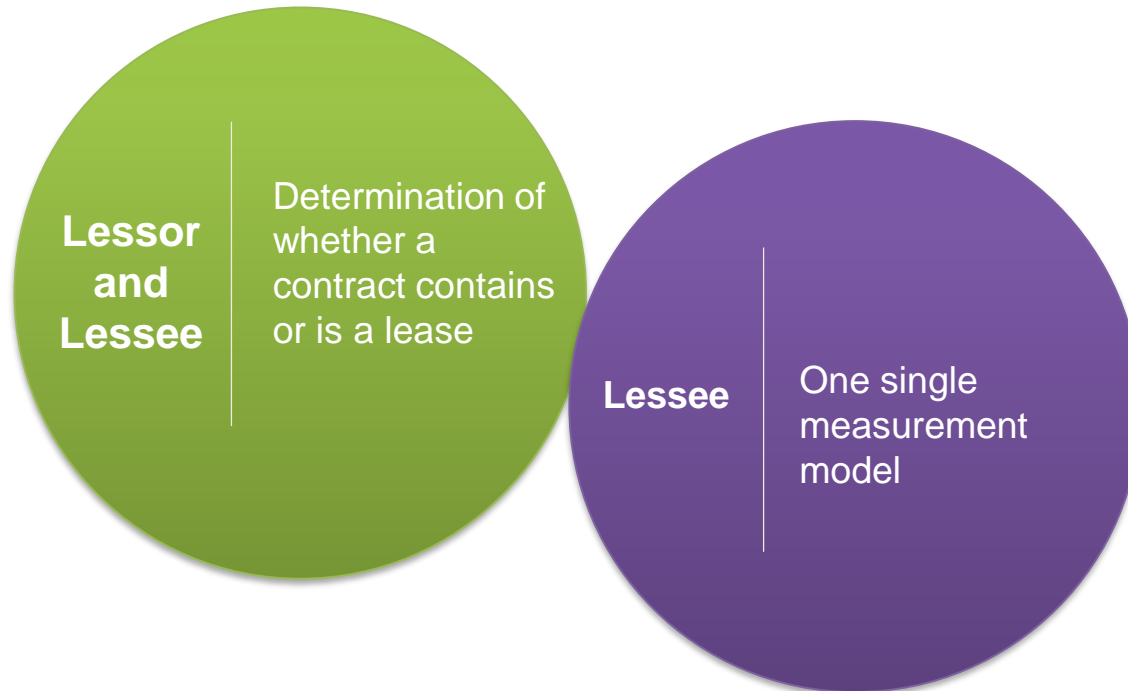 Lessor
and
Lessee
Determination of
whether a
contract contains
or is a lease
Lessee
One single
measurement
model